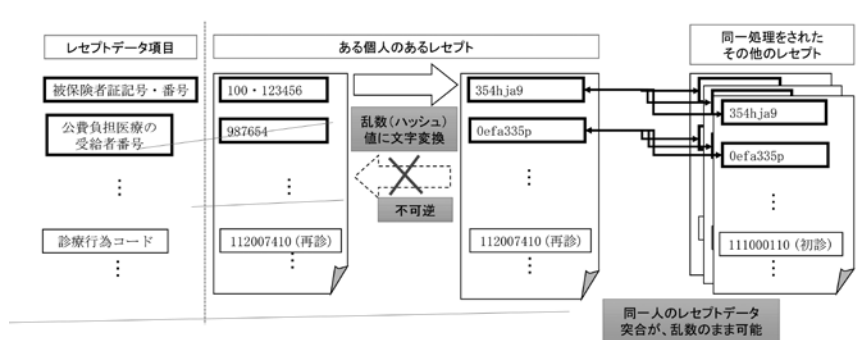 レセプトデータ項目
ある個人のあるレセプト
同一処理をされた
その他のレセプト
被保険者証記号・番号
100・123456
354hja9
354hja9
公費負担医療の
受給者番号
987654
乱数(ハッシュ)
値に文字変換
0efa335p
0efa335p
不可逆
診療行為コード
112007410(再診)
112007410(再診)
111000110(初診)
同一人のレセプトデータ
突合が、乱数のまま可能